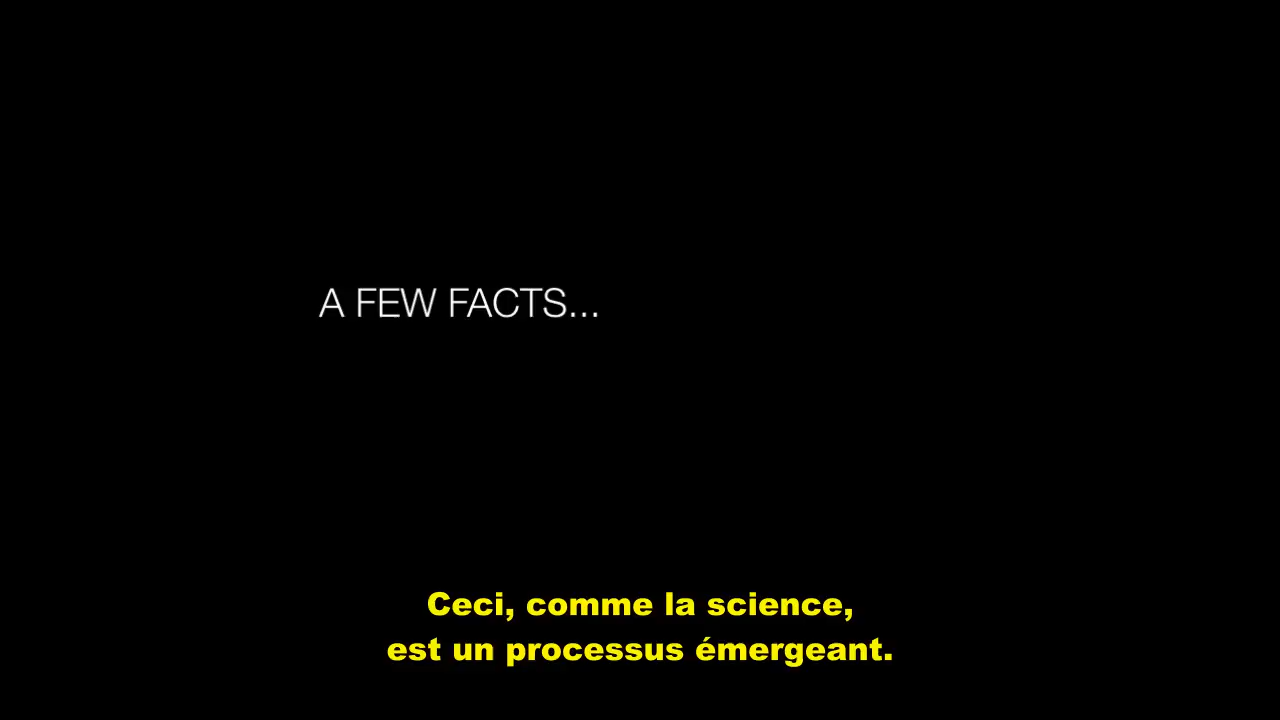 A FEW FACTS...
Ceci, comme la science,
est un processus émergeant.